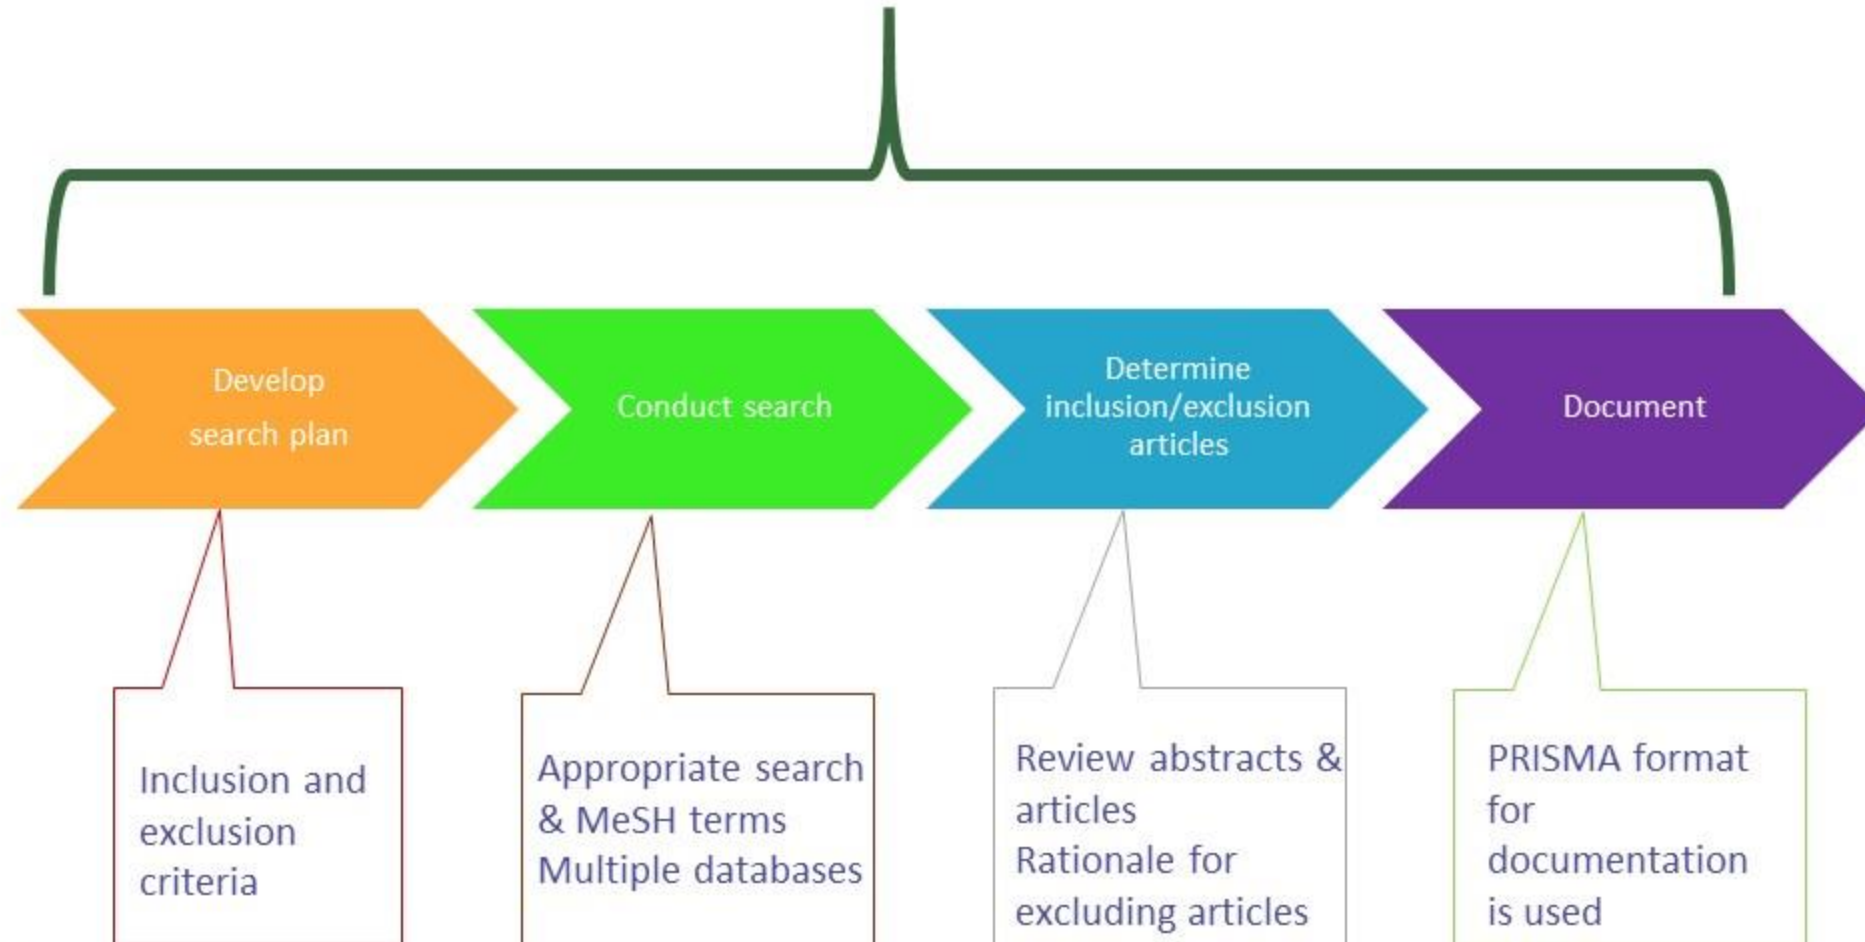 Develop
search plan
Conduct search
Determine
inclusion/exclusion
articles
Document
Inclusion and
exclusion
criteria
Appropriate search
& MeSH terms
Multiple databases
Review abstracts &
articles
Rationale for
excluding articles
PRISMA format
for
documentation
is used